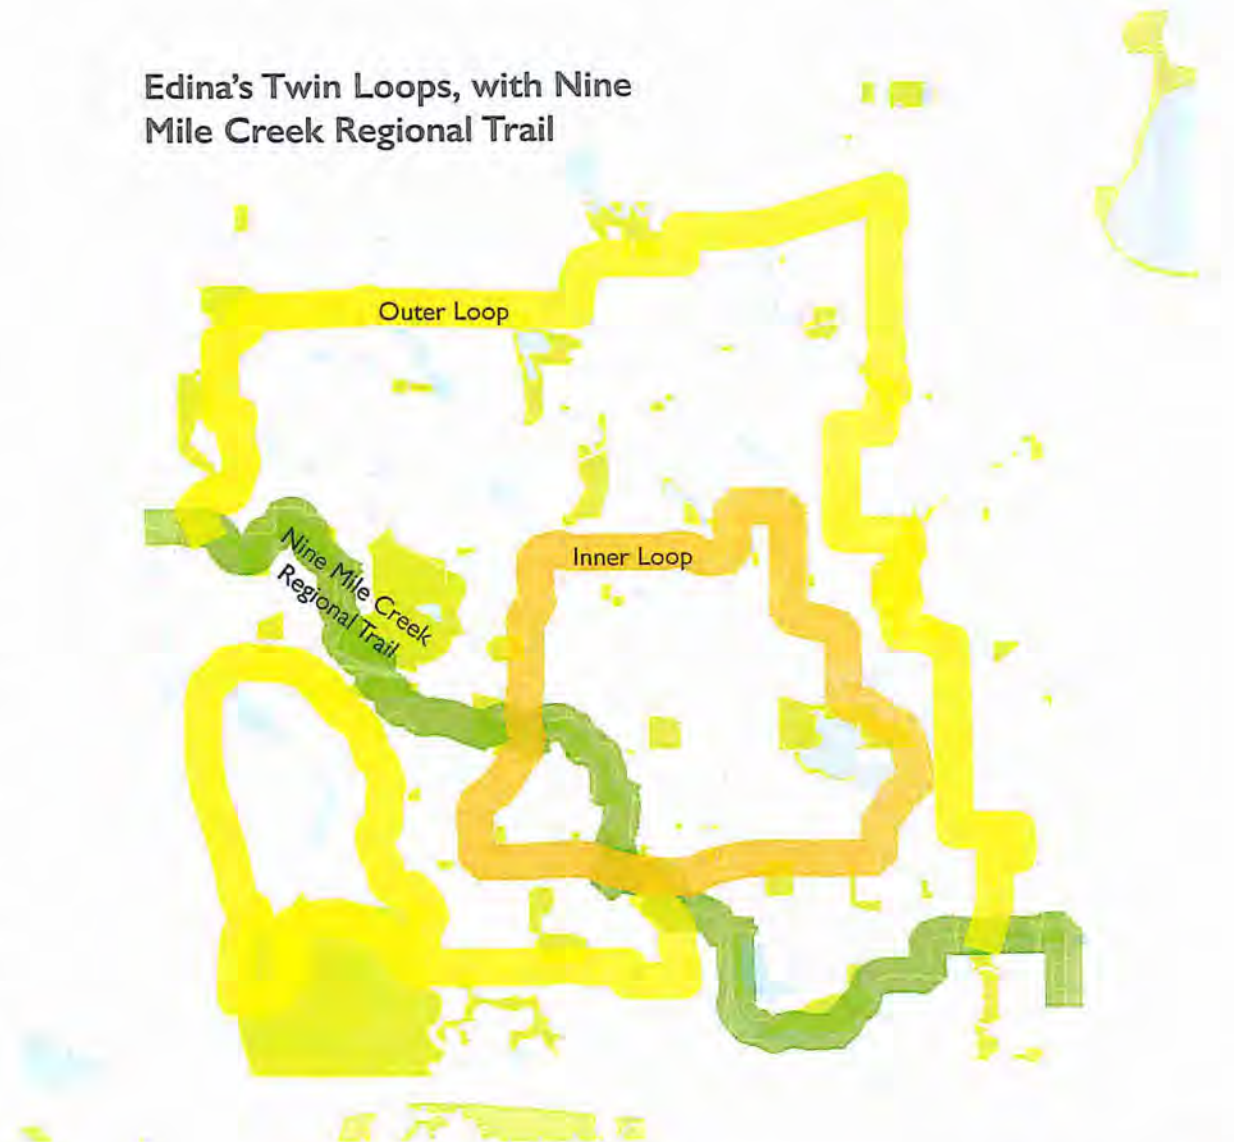 Edina's Twin Loops, with Nine
Mile Creek Regional Trail
Outer Loop
Inner Loop
Nine Mile Creek
Regional Trail